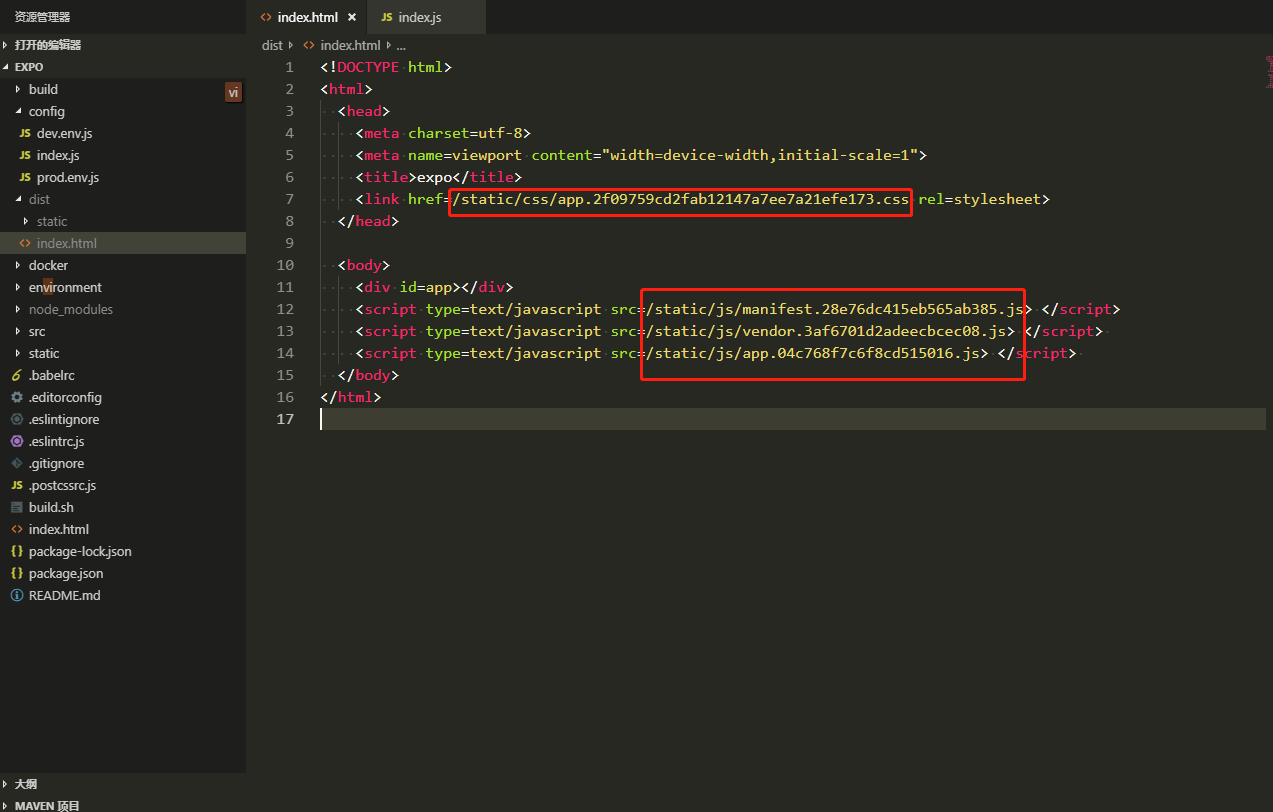 资源管理器
打开的编辑器
EXPO
build
vi
config
JS dev.env.js
JS index.js
JS prod.env.js
dist
static
<> index.html
docker
environment
node_modules
src
static
.babelrc
.editorconfig
.eslintignore
.eslintrc.js
.gitignore
JS .postcssrc.js
build.sh
<> index.html
{} package-lock.json
{} package.json
README.md
大纲
MAVEN 项目
<> index.html ×
JS index.js
dist <> index.html ...
1 <!DOCTYPE html>
2 <html>
3 <head>
4 <meta charset=utf-8>
5 <meta name=viewport content="width=device-width,initial-scale=1">
6 <title>expo</title>
7 <link href=/static/css/app.2f09759cd2fab12147a7ee7a21efe173.css rel=stylesheet>
8 </head>
9
10 <body>
11 <div id=app></div>
12 <script type=text/javascript src=/static/js/manifest.28e76dc415eb565ab385.js> </script>
13 <script type=text/javascript src=/static/js/vendor.3af6701d2adeecbcec08.js> </script>
14 <script type=text/javascript src=/static/js/app.04c768f7c6f8cd515016.js> </script>
15 </body>
16 </html>
17